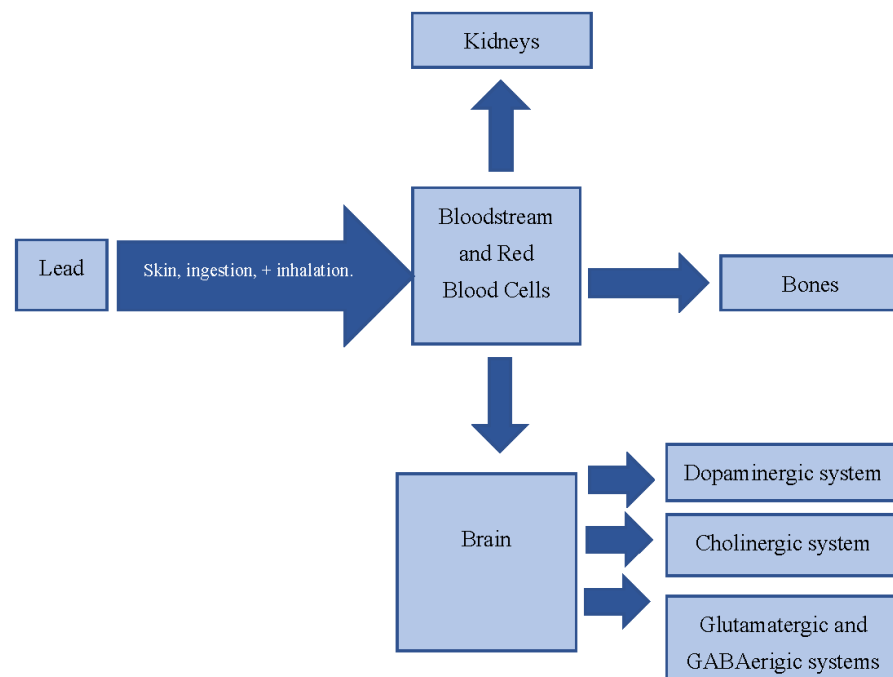 Kidneys
Lead
Skin, ingestion, + inhalation.
Bloodstream
and Red
Blood Cells
Bones
Brain
Dopaminergic system
Cholinergic system
Glutamatergic and
GABAerigic systems